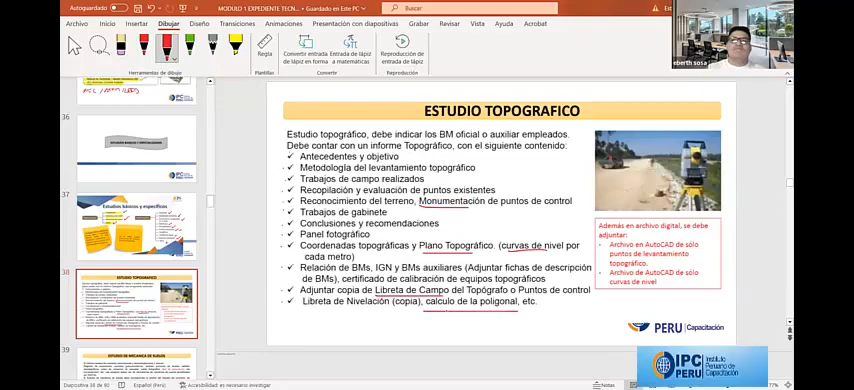 Autoguardado
MODULO 1 EXPEDIENTE TECN... • Guardado en Este PC
Buscar
Archivo Inicio Insertar Dibujar Diseño Transiciones Animaciones Presentación con diapositivas Grabar Revisar Vista Ayuda Acrobat
Regla
Convertir entrada de lápiz en forma
Entrada de lápiz a matemáticas
Reproducción de entrada de lápiz
Herramientas de dibujo Plantillas Convertir Reproducción
eberth sosa
36
37
Estudios básicos y específicos
38
ESTUDIO TOPOGRAFICO
39
ESTUDIO DE MECANICA DE SUELOS
ESTUDIO TOPOGRAFICO
Estudio topográfico, debe indicar los BM oficial o auxiliar empleados.
Debe contar con un informe Topográfico, con el siguiente contenido:
✓ Antecedentes y objetivo
✓ Metodología del levantamiento topográfico
✓ Trabajos de campo realizados
✓ Recopilación y evaluación de puntos existentes
✓ Reconocimiento del terreno, Monumentación de puntos de control
✓ Trabajos de gabinete
✓ Conclusiones y recomendaciones
✓ Panel fotográfico
✓ Coordenadas topográficas y Plano Topográfico. (curvas de nivel por
cada metro)
✓ Relación de BMs, IGN y BMs auxiliares (Adjuntar fichas de descripción
de BMs), certificado de calibración de equipos topográficos
✓ Adjuntar copia de Libreta de Campo del Topógrafo o Puntos de control
✓ Libreta de Nivelación (copia), calculo de la poligonal, etc.
Además en archivo digital, se debe
adjuntar:
• Archivo en AutoCAD de sólo
puntos de levantamiento
topográfico.
• Archivo de AutoCAD de sólo
curvas de nivel
PERU Capacitación
IPC PERU Instituto Peruano de Capacitación
Diapositiva 38 de 90 Español (Perú) Accesibilidad: es necesario investigar Notas 77%